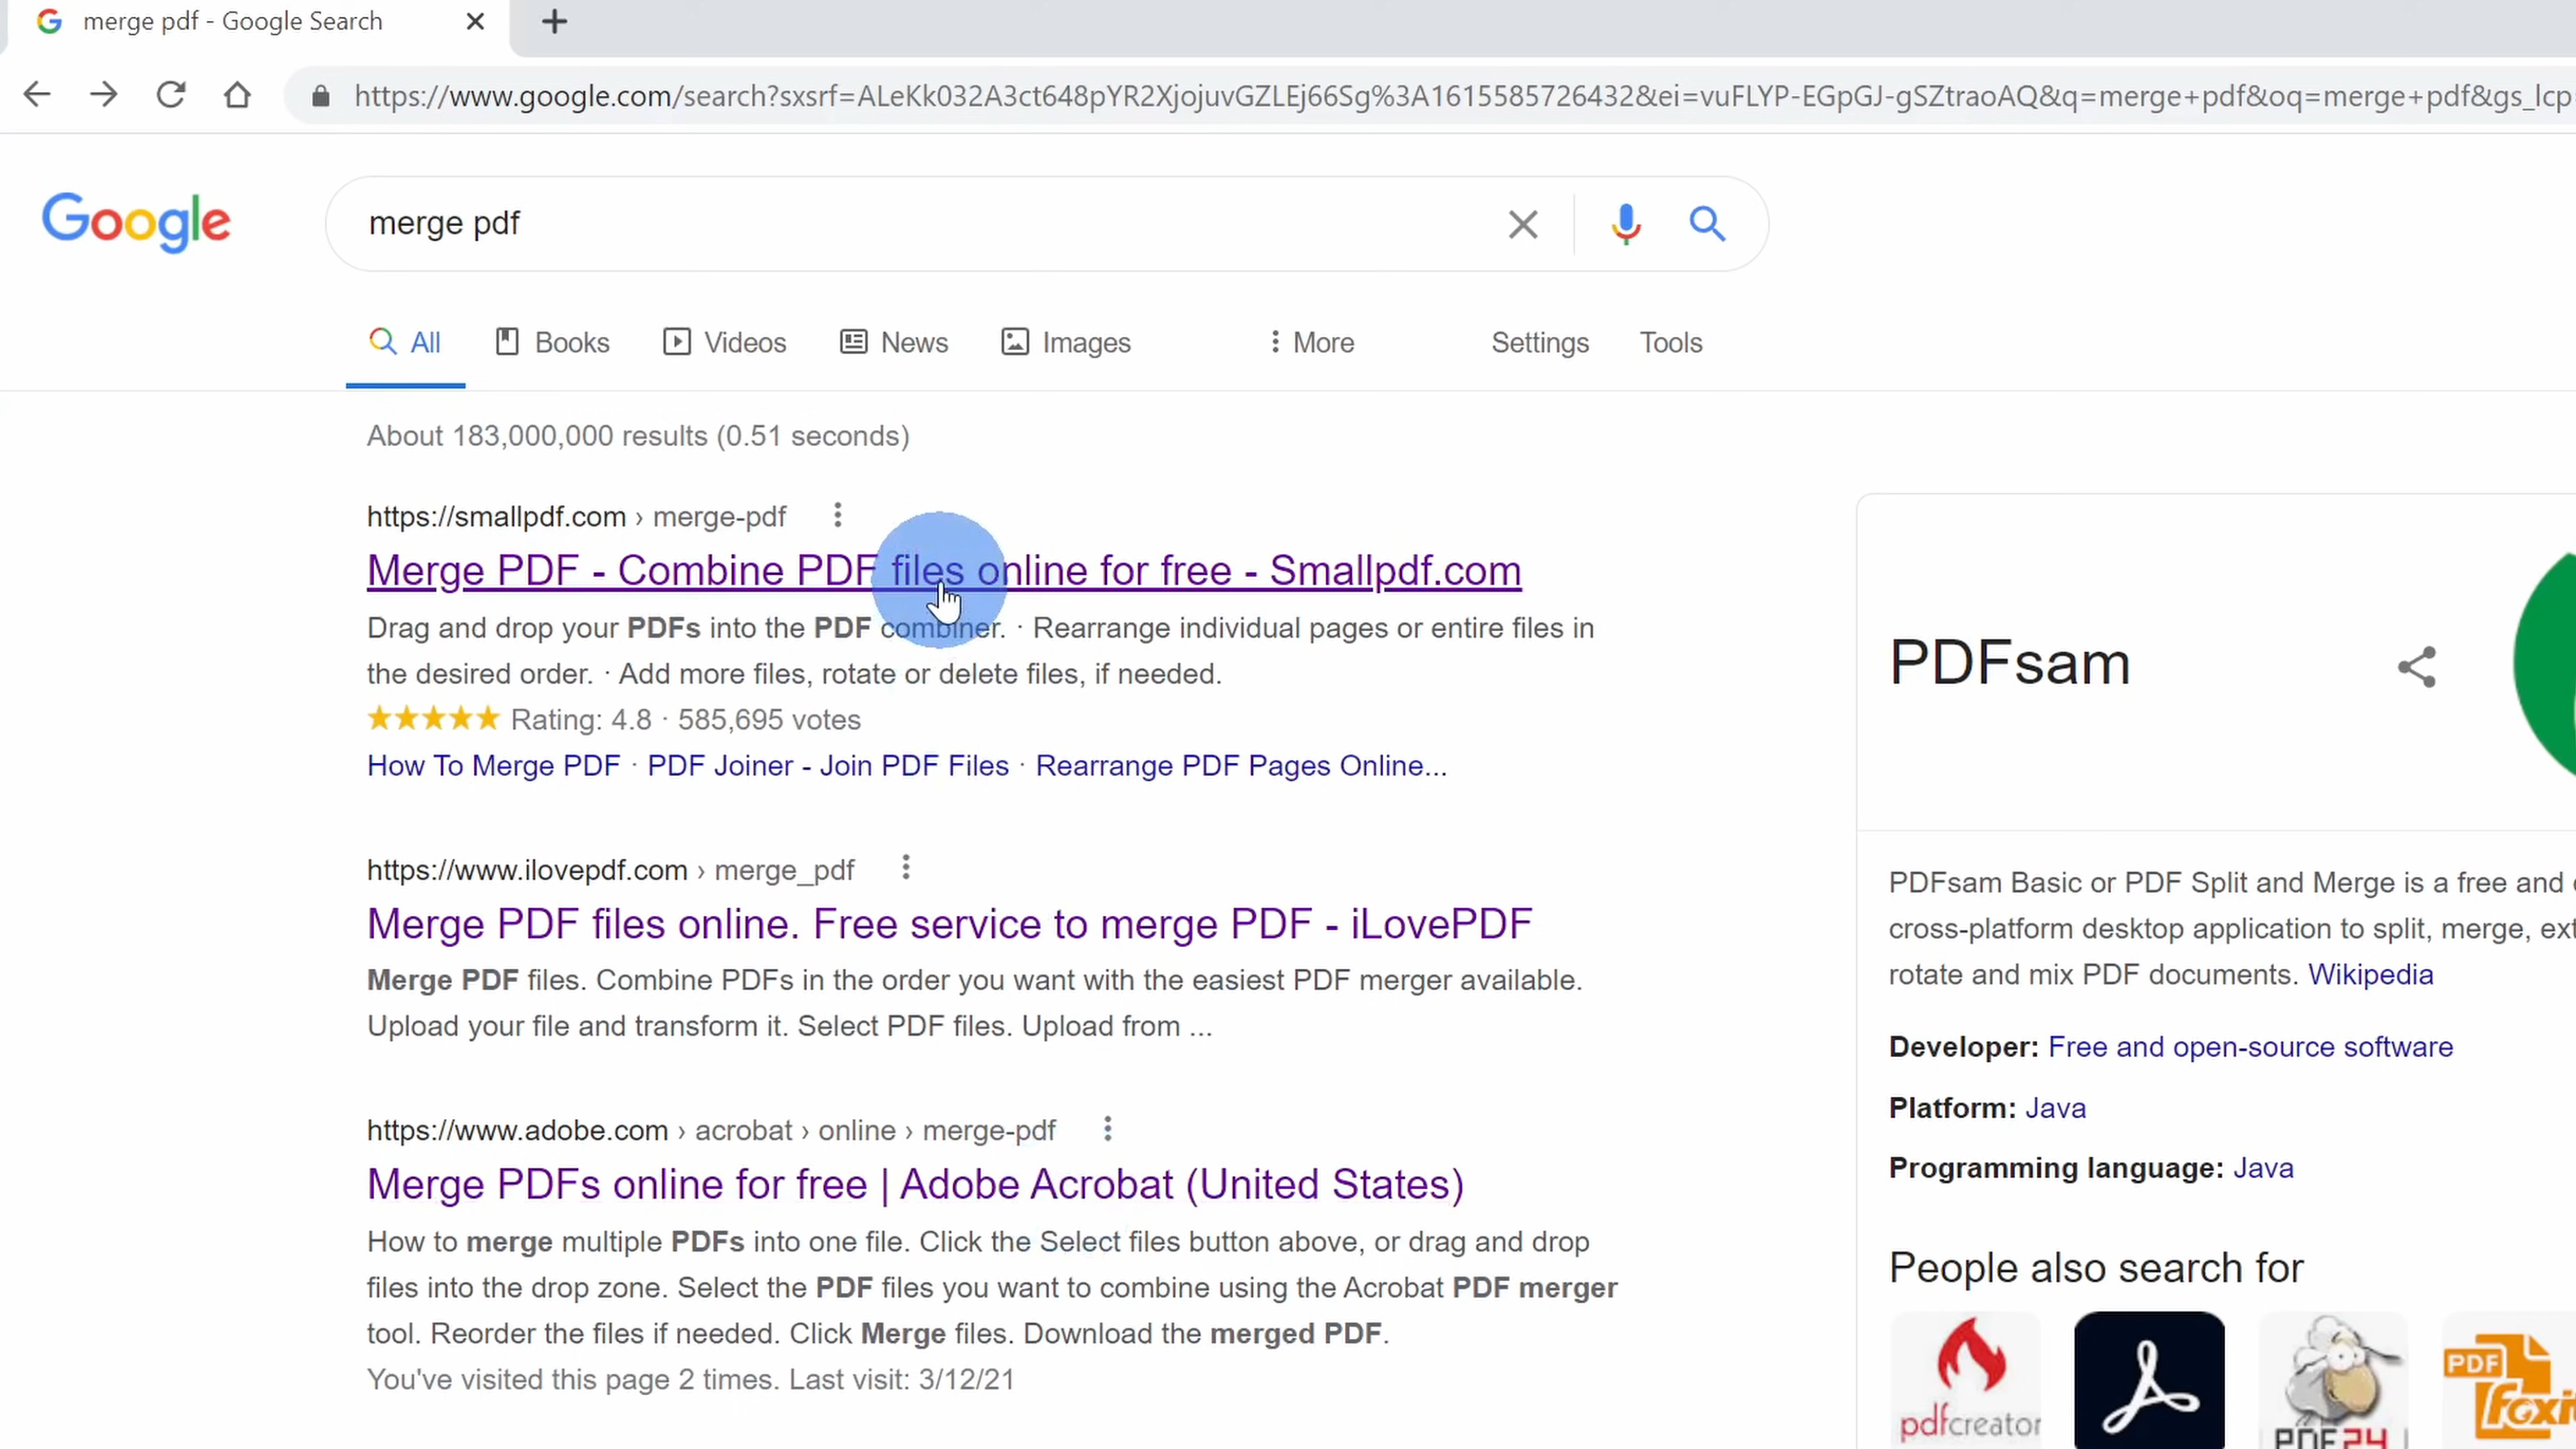 merge pdf - Google Search
https://www.google.com/search?sxsrf=ALeKk032A3ct648pYR2XjojuvGZLEj66Sg%3A1615585726432&ei=vuFLYP-EGpGJ-gSZtraoAQ&q=merge+pdf&oq=merge+pdf&gs_lcp
Google
merge pdf
All Books Videos News Images More Settings Tools
About 183,000,000 results (0.51 seconds)
https://smallpdf.com › merge-pdf
Merge PDF - Combine PDF files online for free - Smallpdf.com
Drag and drop your PDFs into the PDF combiner. · Rearrange individual pages or entire files in
the desired order. · Add more files, rotate or delete files, if needed.
Rating: 4.8 · 585,695 votes
How To Merge PDF · PDF Joiner - Join PDF Files · Rearrange PDF Pages Online...
https://www.ilovepdf.com › merge_pdf
Merge PDF files online. Free service to merge PDF - iLovePDF
Merge PDF files. Combine PDFs in the order you want with the easiest PDF merger available.
Upload your file and transform it. Select PDF files. Upload from ...
https://www.adobe.com › acrobat › online › merge-pdf
Merge PDFs online for free | Adobe Acrobat (United States)
How to merge multiple PDFs into one file. Click the Select files button above, or drag and drop
files into the drop zone. Select the PDF files you want to combine using the Acrobat PDF merger
tool. Reorder the files if needed. Click Merge files. Download the merged PDF.
You've visited this page 2 times. Last visit: 3/12/21
PDFsam
PDFsam Basic or PDF Split and Merge is a free and
cross-platform desktop application to split, merge, ext
rotate and mix PDF documents. Wikipedia
Developer: Free and open-source software
Platform: Java
Programming language: Java
People also search for
pdfcreator
PDF24
PDF
foxit